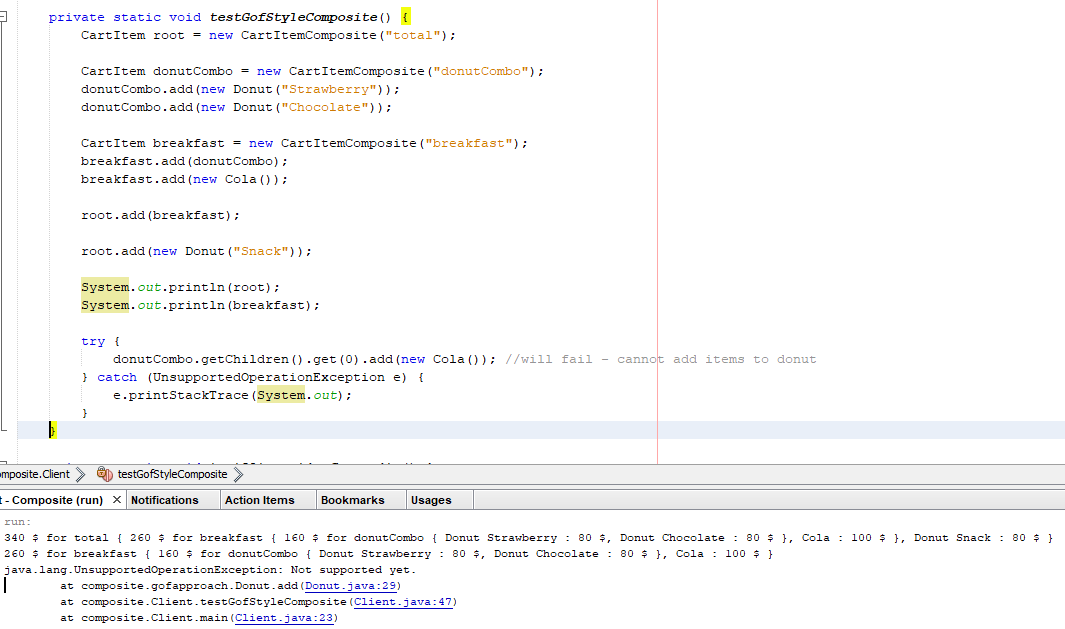 private static void testGofStyleComposite() {
CartItem root = new CartItemComposite("total");
CartItem donutCombo = new CartItemComposite("donutCombo");
donutCombo.add(new Donut("Strawberry"));
donutCombo.add(new Donut("Chocolate"));
CartItem breakfast = new CartItemComposite("breakfast");
breakfast.add(donutCombo);
breakfast.add(new Cola());
root.add(breakfast);
root.add(new Donut("Snack"));
System.out.println(root);
System.out.println(breakfast);
try {
donutCombo.getChildren().get(0).add(new Cola()); //will fail - cannot add items to donut
} catch (UnsupportedOperationException e) {
e.printStackTrace(System.out);
}
}
omposite.Client testGofStyleComposite
t - Composite (run) × Notifications Action Items Bookmarks Usages
run:
340 $ for total { 260 $ for breakfast { 160 $ for donutCombo { Donut Strawberry : 80 $, Donut Chocolate : 80 $ }, Cola : 100 $ }, Donut Snack : 80 $ }
260 $ for breakfast { 160 $ for donutCombo { Donut Strawberry : 80 $, Donut Chocolate : 80 $ }, Cola : 100 $ }
java.lang.UnsupportedOperationException: Not supported yet.
at composite.gofapproach.Donut.add(Donut.java:29)
at composite.Client.testGofStyleComposite(Client.java:47)
at composite.Client.main(Client.java:23)